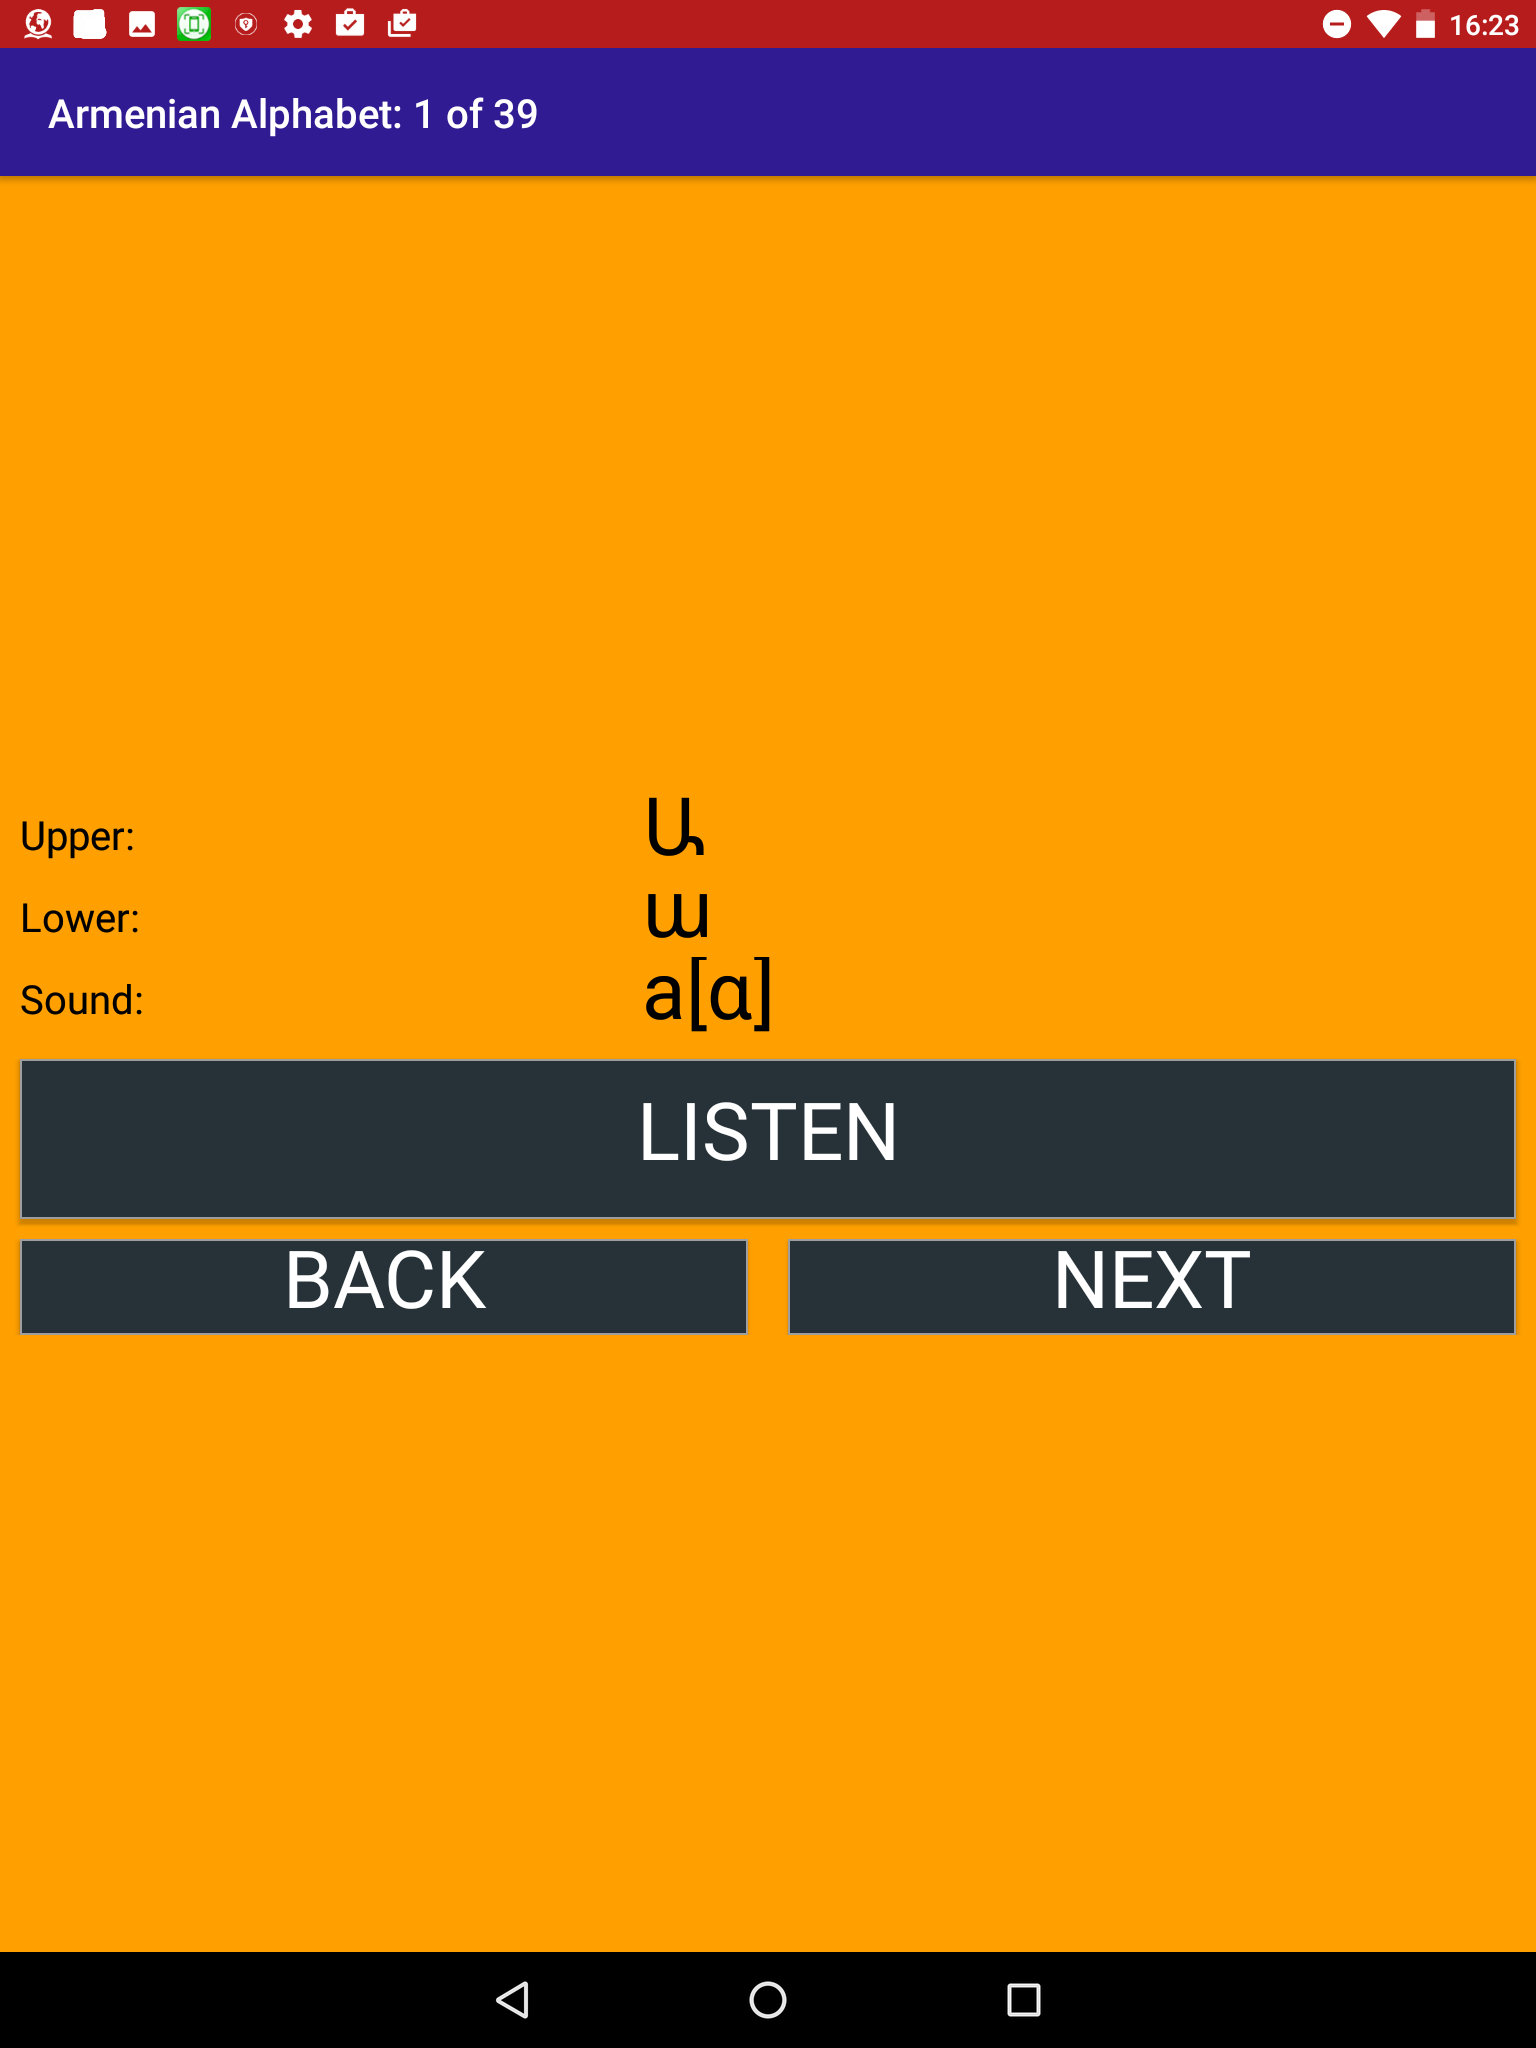 16:23
Armenian Alphabet: 1 of 39
Upper: Ա
Lower: ա
Sound: a[ɑ]
LISTEN
BACK NEXT